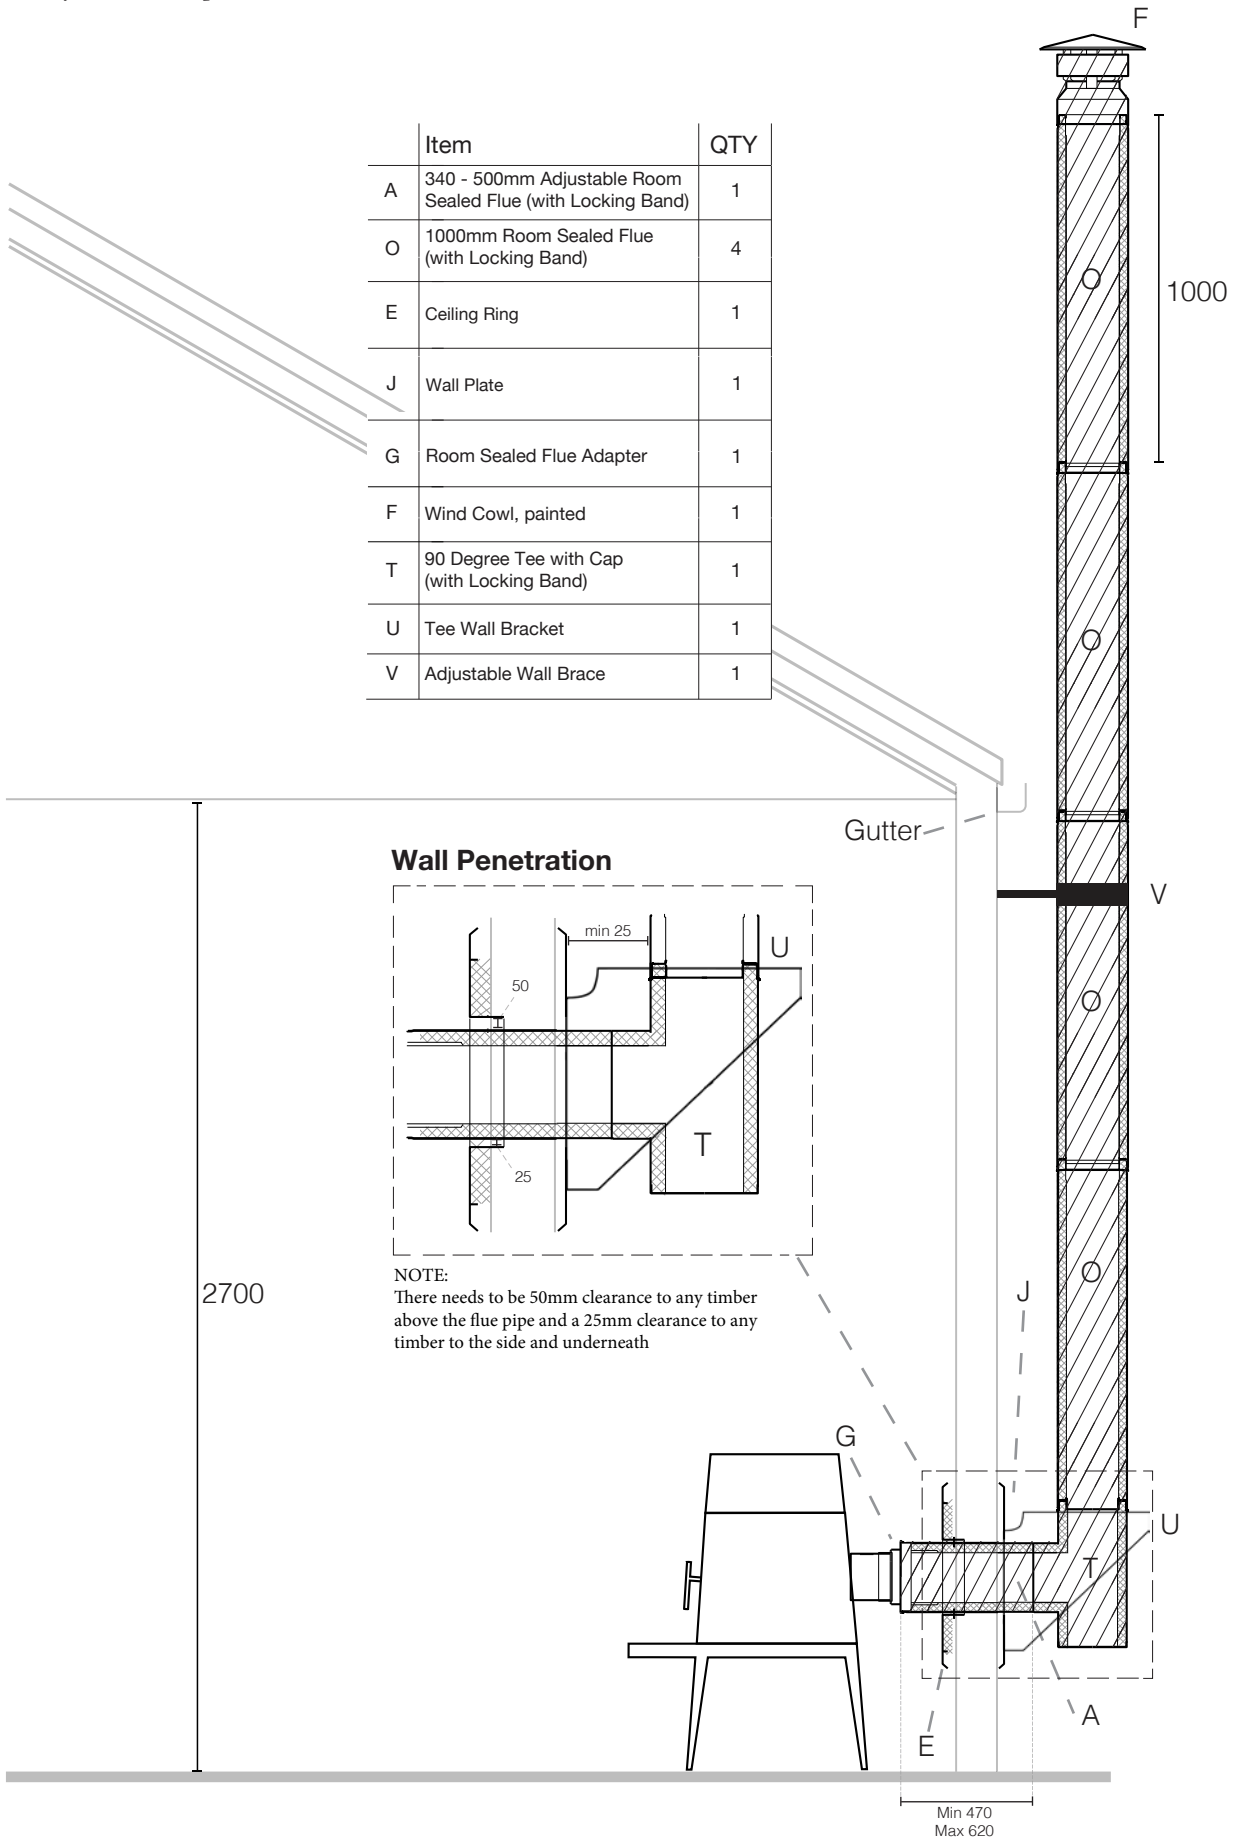 F
Item QTY
A 340 - 500mm Adjustable Room
Sealed Flue (with Locking Band) 1
O 1000mm Room Sealed Flue
(with Locking Band) 4
E Ceiling Ring 1
J Wall Plate 1
G Room Sealed Flue Adapter 1
F Wind Cowl, painted 1
T 90 Degree Tee with Cap
(with Locking Band) 1
U Tee Wall Bracket 1
V Adjustable Wall Brace 1
O
1000
O
Gutter
V
Wall Penetration
min 25
U
50
T
25
O
NOTE:
There needs to be 50mm clearance to any timber
above the flue pipe and a 25mm clearance to any
timber to the side and underneath
2700
O
J
G
U
T
A
E
Min 470
Max 620